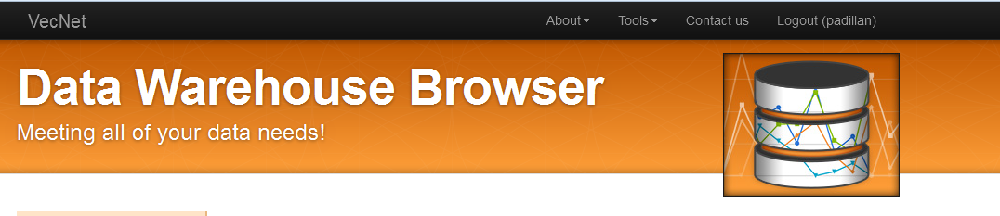 VecNet About Tools Contact us Logout (padillan)
Data Warehouse Browser
Meeting all of your data needs!